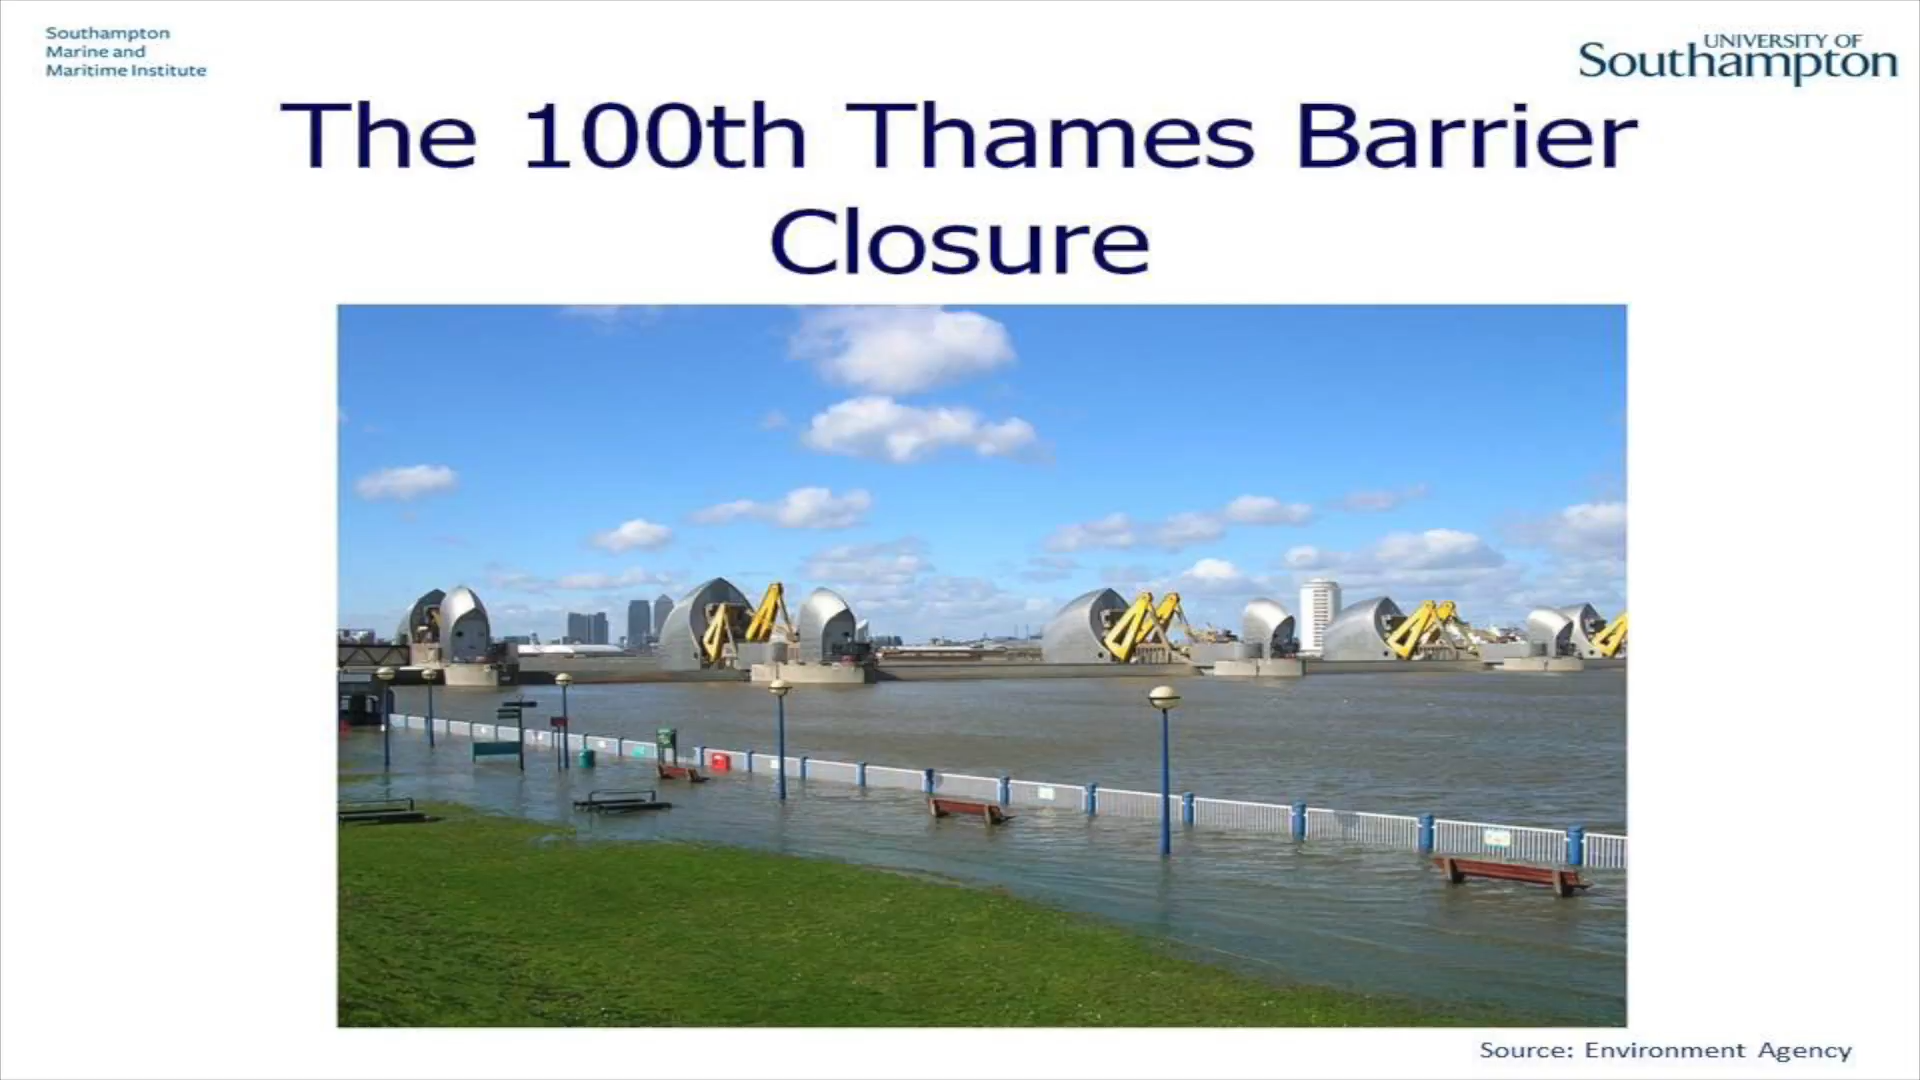 Southampton
Marine and
Maritime Institute
UNIVERSITY OF
Southampton
The 100th Thames Barrier
Closure
Source: Environment Agency